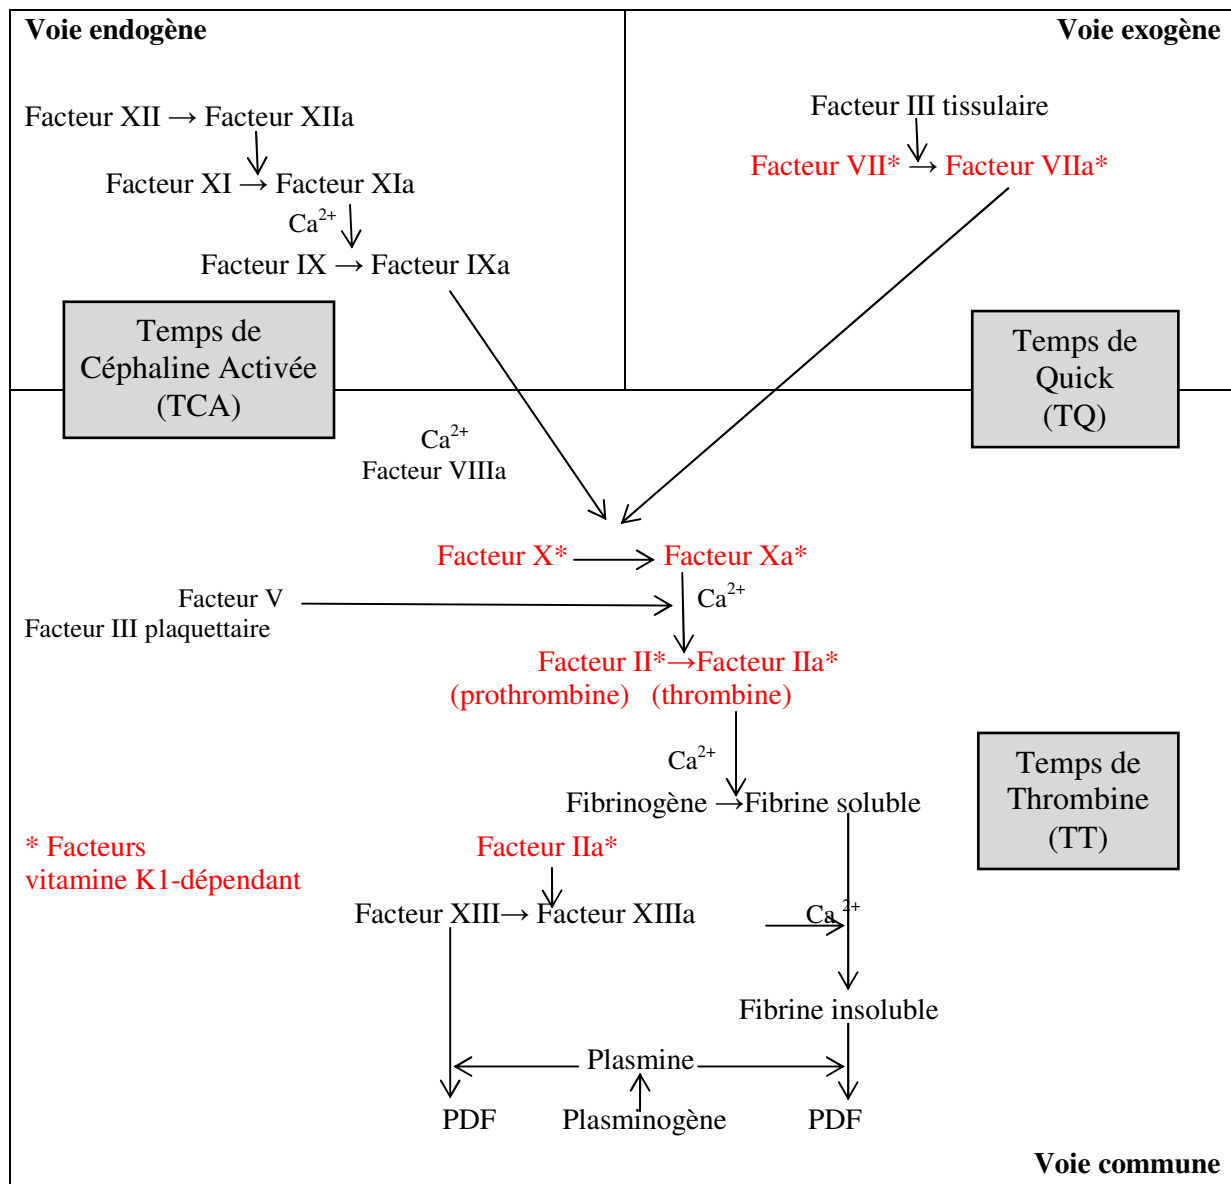 Voie endogène
Voie exogène
Facteur XII → Facteur XIIa
Facteur XI → Facteur XIa
Ca²⁺
Facteur IX → Facteur IXa
Facteur III tissulaire
Facteur VII* → Facteur VIIa*
Temps de
Céphaline Activée
(TCA)
Temps de
Quick
(TQ)
Ca²⁺
Facteur VIIIa
Facteur X* → Facteur Xa*
Facteur V
Facteur III plaquettaire
Ca²⁺
Facteur II*→Facteur IIa*
(prothrombine) (thrombine)
Ca²⁺
Fibrinogène →Fibrine soluble
Temps de
Thrombine
(TT)
* Facteurs
vitamine K1-dépendant
Facteur IIa*
Facteur XIII→ Facteur XIIIa
Ca ²⁺
Fibrine insoluble
Plasmine
PDF
Plasminogène
PDF
Voie commune